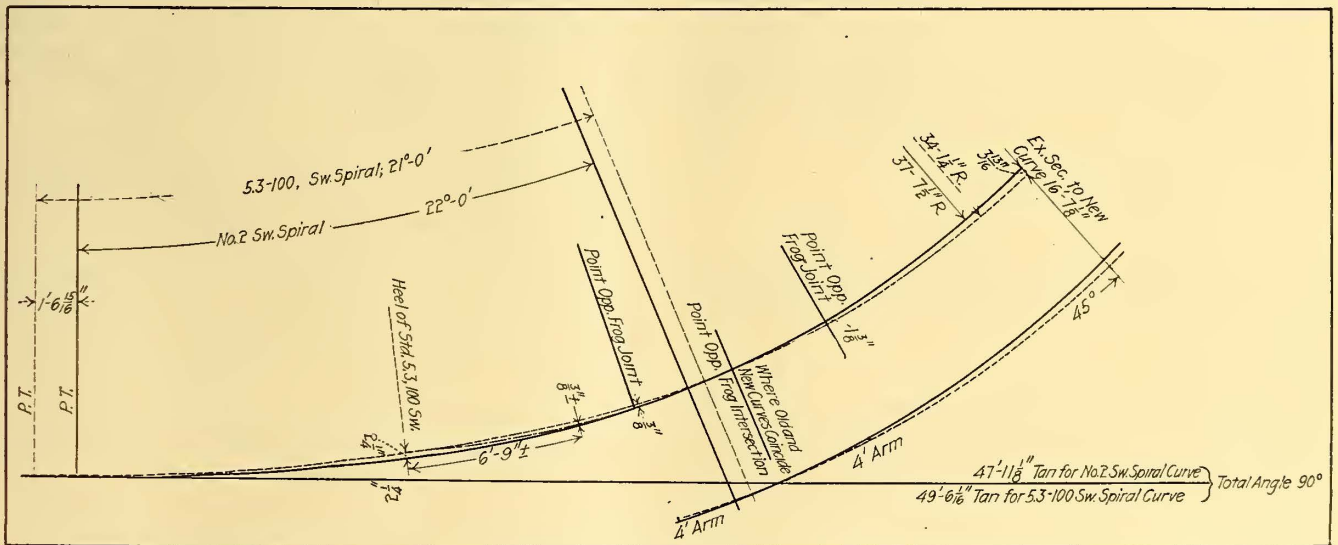 5.3-100, Sw. Spiral; 21°-0'
No.2 Sw. Spiral 22°-0'
1'-6 15/16"
P.T.
P.T.
Heel of Std. 5.3,100 Sw.
2 1/4"
2 1/4"
9'-6"±
3/8"±
Point Opp. Frog Joint
3/8"
Point Opp. Frog Intersection
Where Old and
New Curves Coincide
Point Opp.
Frog Joint
34'-1 1/4" R.
37'-7 1/2" R
3 13/16"
Ex. Sec. to New
Curve 16'-7 1/8"
45°
4' Arm
4' Arm
47'-11 1/8" Tan for No.2 Sw. Spiral Curve
49'-6 1/16" Tan for 5.3-100 Sw. Spiral Curve
Total Angle 90°